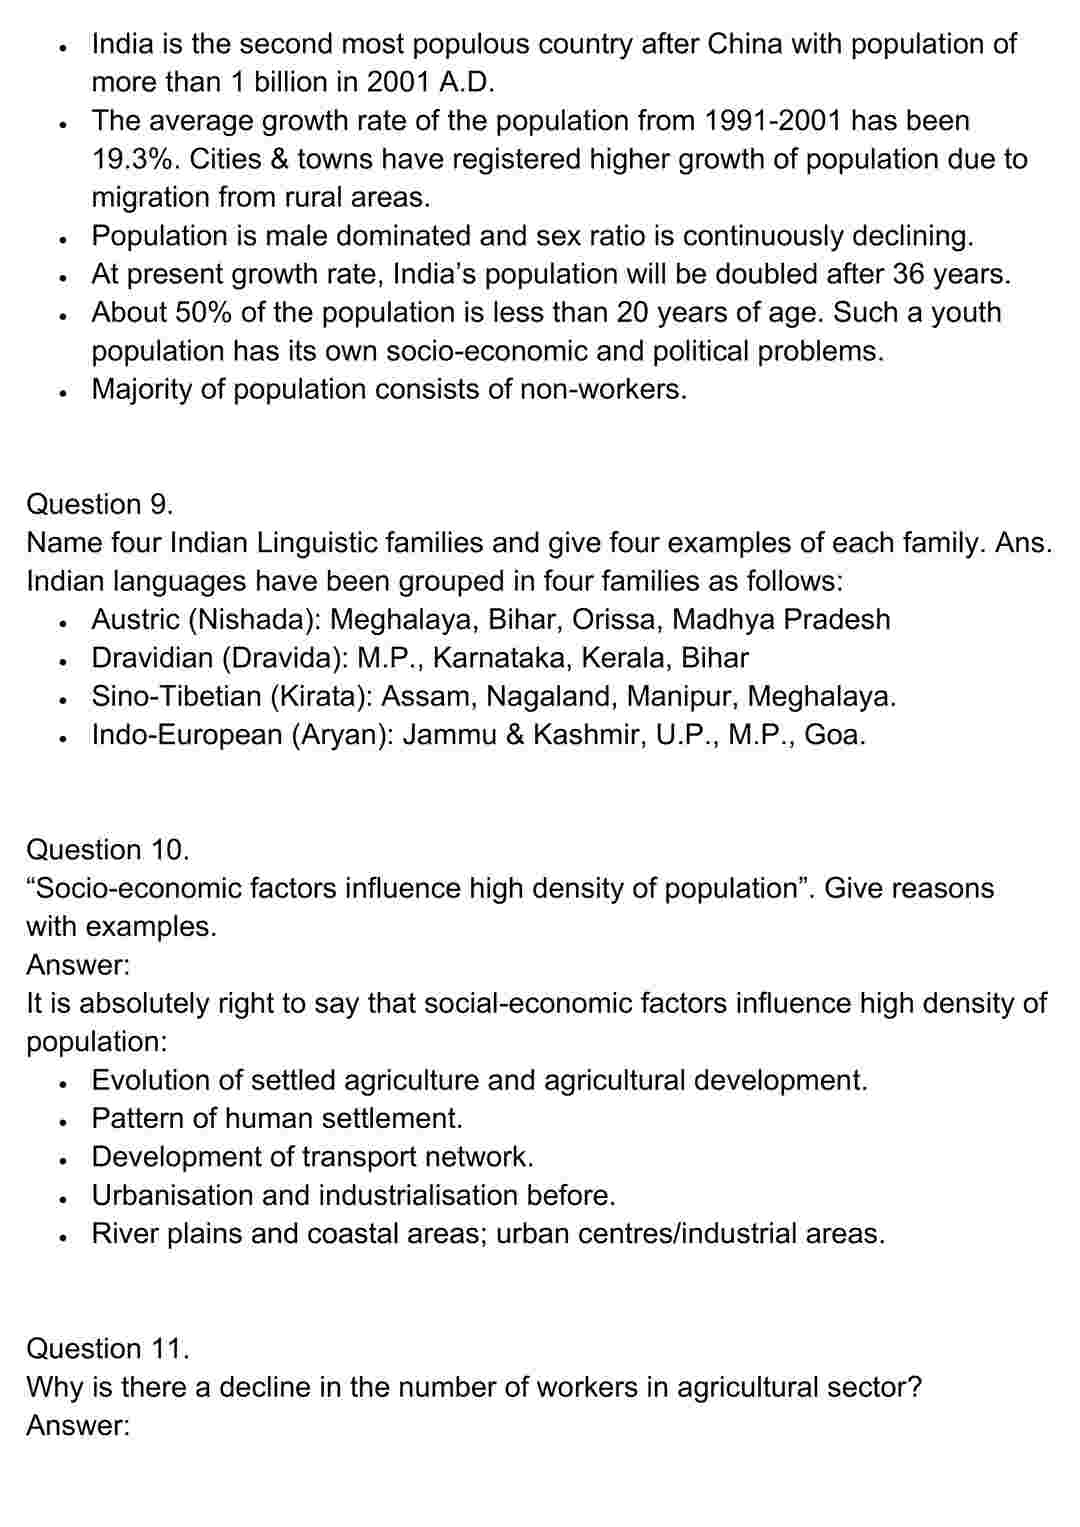 • India is the second most populous country after China with population of
more than 1 billion in 2001 A.D.
• The average growth rate of the population from 1991-2001 has been
19.3%. Cities & towns have registered higher growth of population due to
migration from rural areas.
• Population is male dominated and sex ratio is continuously declining.
• At present growth rate, India’s population will be doubled after 36 years.
• About 50% of the population is less than 20 years of age. Such a youth
population has its own socio-economic and political problems.
• Majority of population consists of non-workers.
Question 9.
Name four Indian Linguistic families and give four examples of each family. Ans.
Indian languages have been grouped in four families as follows:
• Austric (Nishada): Meghalaya, Bihar, Orissa, Madhya Pradesh
• Dravidian (Dravida): M.P., Karnataka, Kerala, Bihar
• Sino-Tibetian (Kirata): Assam, Nagaland, Manipur, Meghalaya.
• Indo-European (Aryan): Jammu & Kashmir, U.P., M.P., Goa.
Question 10.
“Socio-economic factors influence high density of population”. Give reasons
with examples.
Answer:
It is absolutely right to say that social-economic factors influence high density of
population:
• Evolution of settled agriculture and agricultural development.
• Pattern of human settlement.
• Development of transport network.
• Urbanisation and industrialisation before.
• River plains and coastal areas; urban centres/industrial areas.
Question 11.
Why is there a decline in the number of workers in agricultural sector?
Answer: